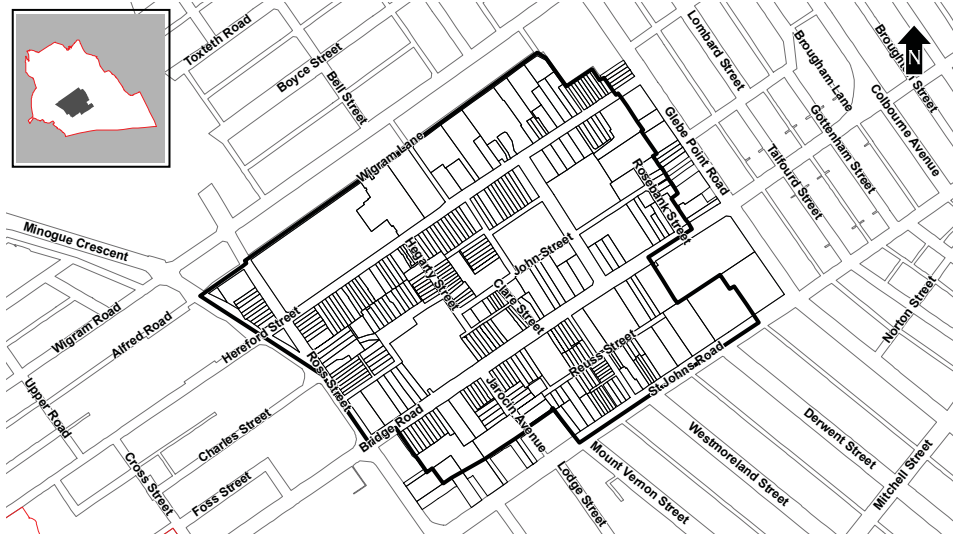 Toxteth Road
Boyce Street
Bell Street
Lombard Street
Brougham Lane
Brougham Street
N
Colbourne Avenue
Gottenham Street
Talfourd Street
Glebe Point Road
Rosebank Street
Wigram Lane
Minogue Crescent
Hegarty Street
John Street
Clare Street
Wigram Road
Alfred Road
Hereford Street
Norton Street
Ross Street
Reuss Street
St Johns Road
Upper Road
Jarocin Avenue
Bridge Road
Charles Street
Cross Street
Foss Street
Lodge Street
Mount Vernon Street
Westmoreland Street
Derwent Street
Mitchell Street